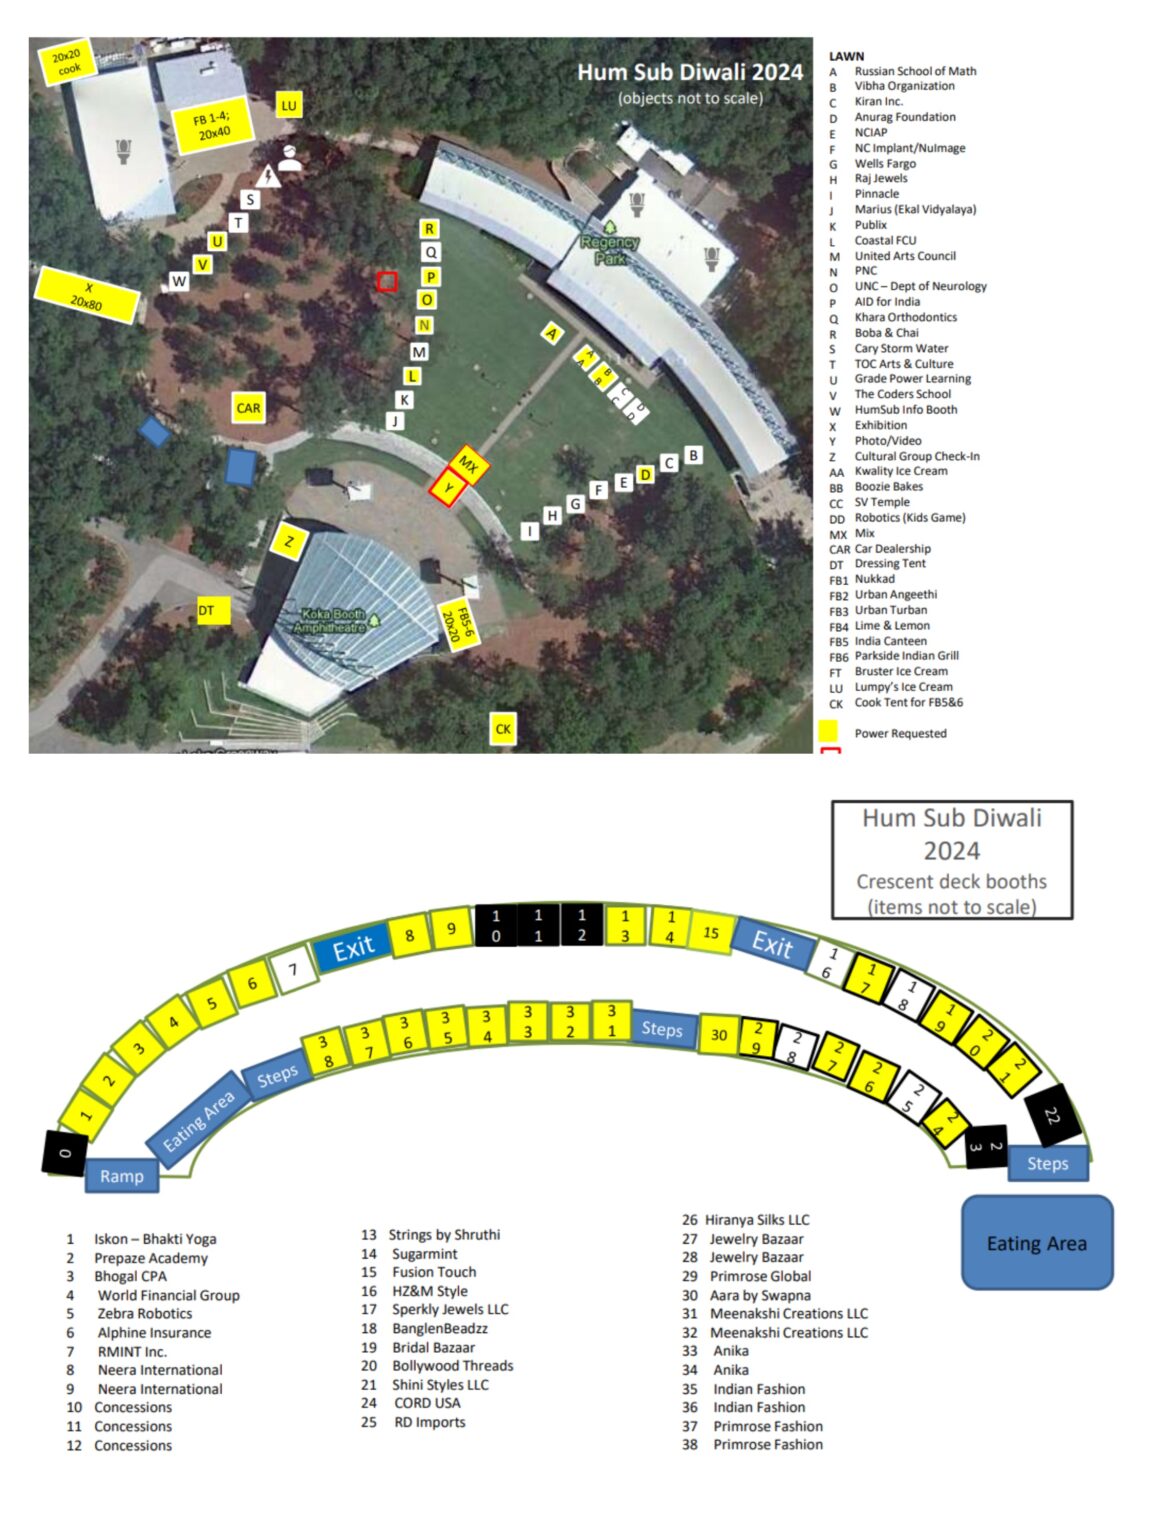 20x20
cook
Hum Sub Diwali 2024
(objects not to scale)
LU
FB 1-4;
20x40
S
T
U
V
W
X
20x80
R
Q
P
O
N
M
L
K
J
Regency
Park
A
AA
BB
CC
DD
CAR
MX
Y
B
C
D
E
F
G
H
I
Z
DT
Koka Booth
Amphitheatre
FB5-6
20x20
CK
LAWN
A Russian School of Math
B Vibha Organization
C Kiran Inc.
D Anurag Foundation
E NCIAP
F NC Implant/NuImage
G Wells Fargo
H Raj Jewels
I Pinnacle
J Marius (Ekal Vidyalaya)
K Publix
L Coastal FCU
M United Arts Council
N PNC
O UNC – Dept of Neurology
P AID for India
Q Khara Orthodontics
R Boba & Chai
S Cary Storm Water
T TOC Arts & Culture
U Grade Power Learning
V The Coders School
W HumSub Info Booth
X Exhibition
Y Photo/Video
Z Cultural Group Check-In
AA Kwality Ice Cream
BB Boozie Bakes
CC SV Temple
DD Robotics (Kids Game)
MX Mix
CAR Car Dealership
DT Dressing Tent
FB1 Nukkad
FB2 Urban Angeethi
FB3 Urban Turban
FB4 Lime & Lemon
FB5 India Canteen
FB6 Parkside Indian Grill
FT Bruster Ice Cream
LU Lumpy's Ice Cream
CK Cook Tent for FB5&6
Power Requested
Hum Sub Diwali
2024
Crescent deck booths
(items not to scale)
0
1
2
3
4
5
6
7
Exit
8
9
10
11
12
13
14
15
Exit
16
17
18
19
20
21
22
Ramp
Eating Area
Steps
38
37
36
35
34
33
32
31
Steps
30
29
28
27
26
25
24
23
Steps
Eating Area
1 Iskon – Bhakti Yoga
2 Prepaze Academy
3 Bhogal CPA
4 World Financial Group
5 Zebra Robotics
6 Alphine Insurance
7 RMINT Inc.
8 Neera International
9 Neera International
10 Concessions
11 Concessions
12 Concessions
13 Strings by Shruthi
14 Sugarmint
15 Fusion Touch
16 HZ&M Style
17 Sperkly Jewels LLC
18 BanglenBeadzz
19 Bridal Bazaar
20 Bollywood Threads
21 Shini Styles LLC
24 CORD USA
25 RD Imports
26 Hiranya Silks LLC
27 Jewelry Bazaar
28 Jewelry Bazaar
29 Primrose Global
30 Aara by Swapna
31 Meenakshi Creations LLC
32 Meenakshi Creations LLC
33 Anika
34 Anika
35 Indian Fashion
36 Indian Fashion
37 Primrose Fashion
38 Primrose Fashion